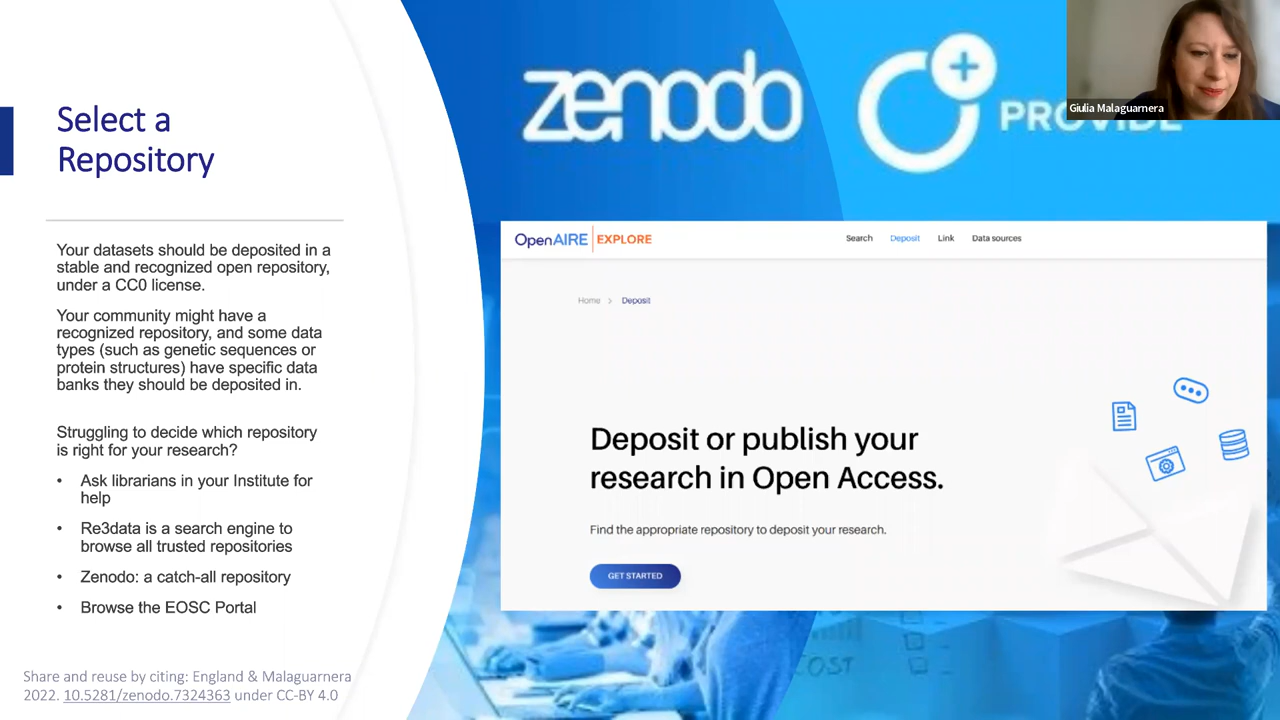 Select a
Repository
Your datasets should be deposited in a
stable and recognized open repository,
under a CC0 license.
Your community might have a
recognized repository, and some data
types (such as genetic sequences or
protein structures) have specific data
banks they should be deposited in.
Struggling to decide which repository
is right for your research?
• Ask librarians in your Institute for
help
• Re3data is a search engine to
browse all trusted repositories
• Zenodo: a catch-all repository
• Browse the EOSC Portal
Share and reuse by citing: England & Malaguarnera
2022. 10.5281/zenodo.7324363 under CC-BY 4.0
zenodo
PROVIDE
Giulia Malaguarnera
OpenAIRE | EXPLORE
Search Deposit Link Data sources
Home > Deposit
Deposit or publish your
research in Open Access.
Find the appropriate repository to deposit your research.
GET STARTED
COST